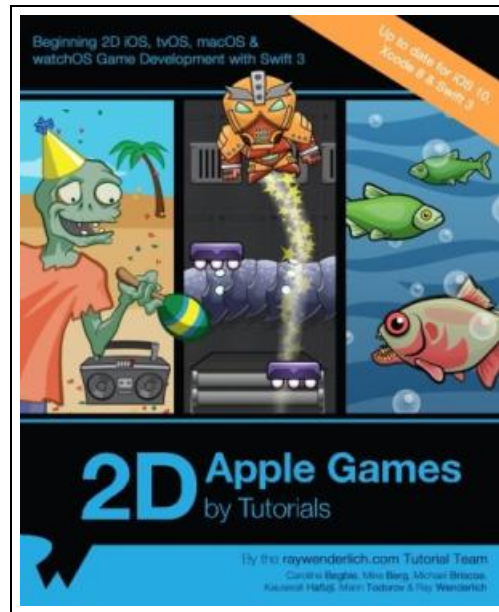 Beginning 2D iOS, tvOS, macOS &
watchOS Game Development with Swift 3
Up to date for iOS 10,
Xcode 8 & Swift 3
2D Apple Games
by Tutorials
By the raywenderlich.com Tutorial Team
Caroline Begbie, Mike Berg, Michael Briscoe,
Kauserali Hafizji, Marin Todorov & Ray Wenderlich